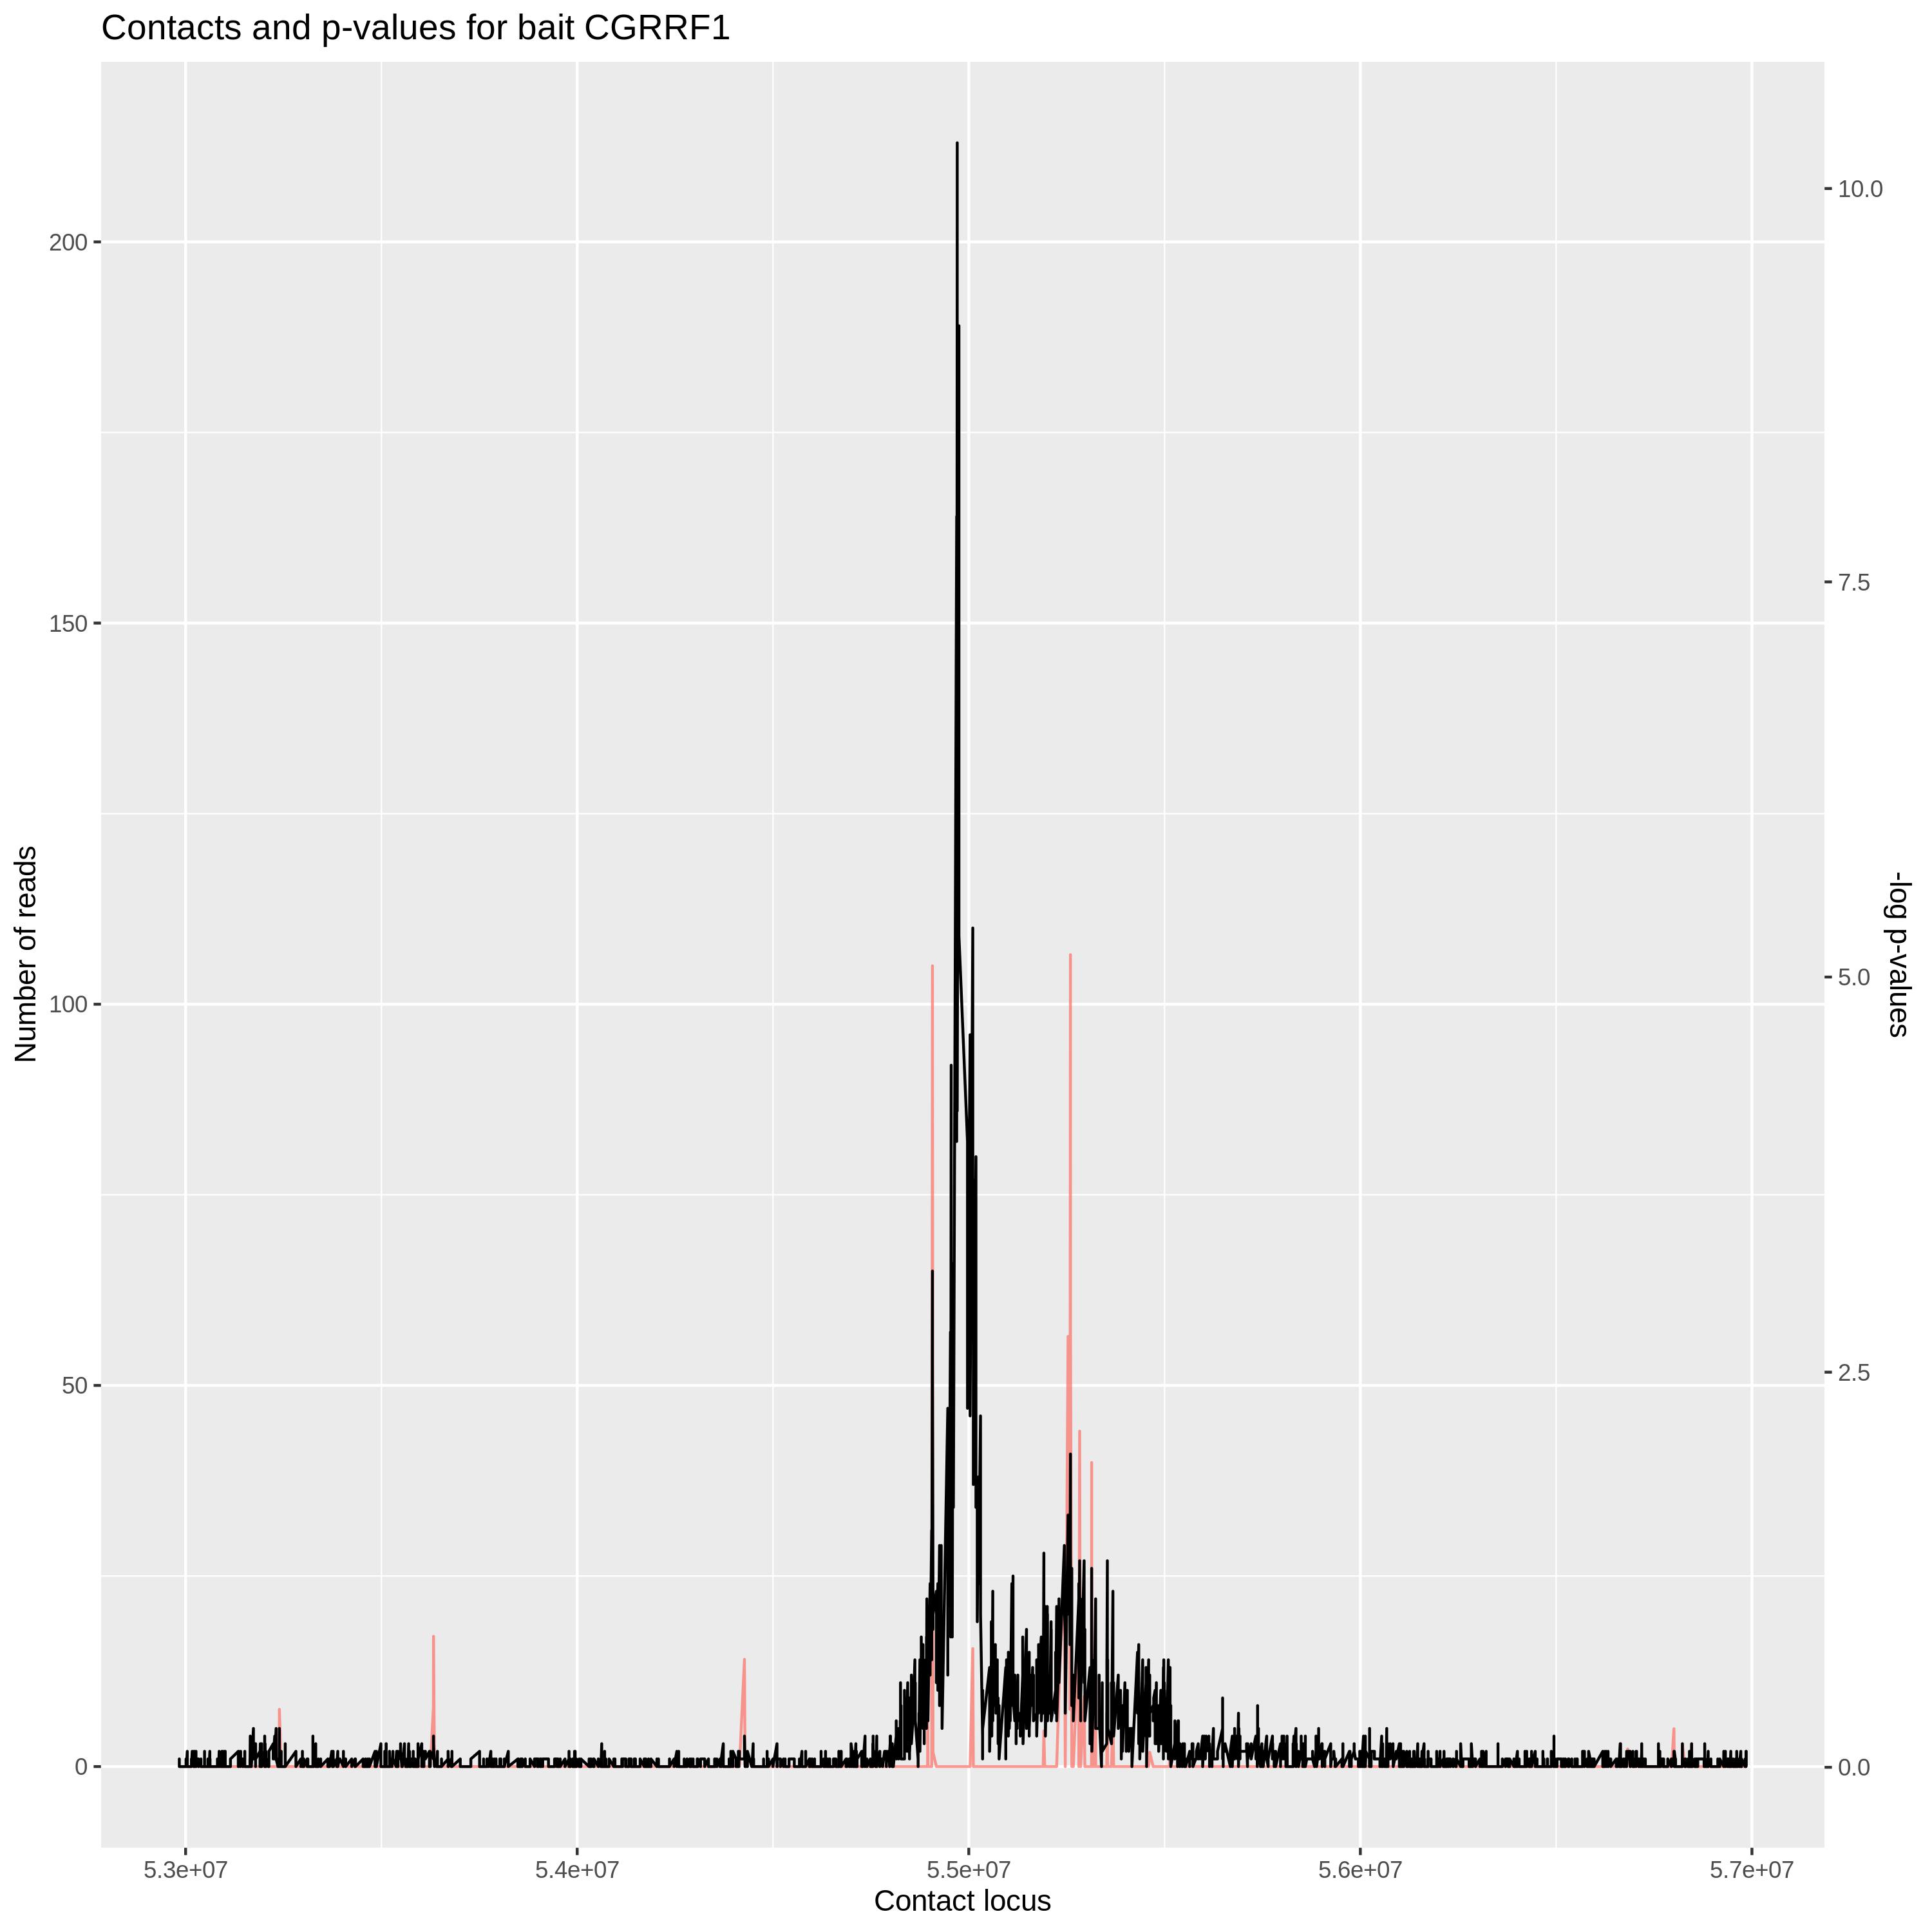 Contacts and p-values for bait CGRRF1
Number of reads
200
150
100
50
0
10.0
7.5
5.0
2.5
0.0
-log p-values
5.3e+07
5.4e+07
5.5e+07
5.6e+07
5.7e+07
Contact locus